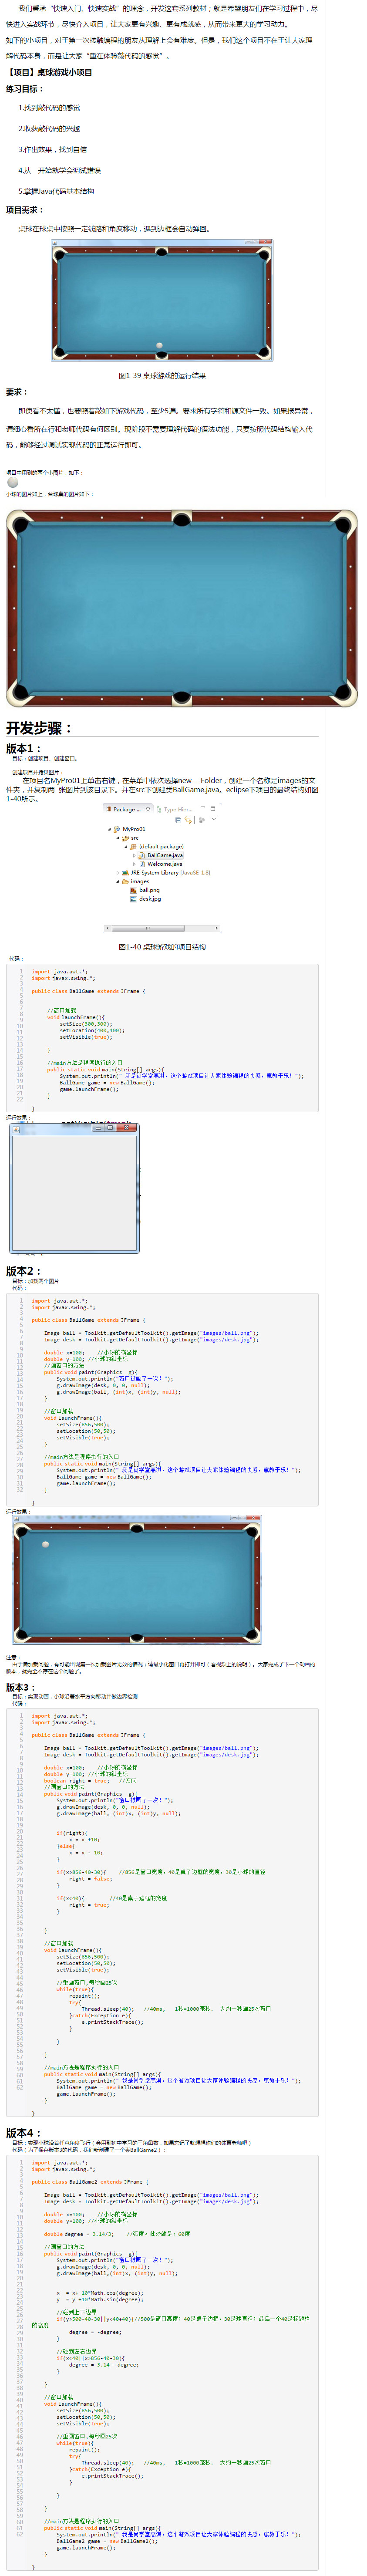 我们秉承“快速入门、快速实战”的理念，开发这套系列教材；就是希望朋友们在学习过程中，尽
快进入实战环节，尽快介入项目，让大家更有兴趣、更有成就感，从而带来更大的学习动力。
如下的小项目，对于第一次接触编程的朋友从理解上会有难度。但是，我们这个项目不在于让大家理
解代码本身，而是让大家“重在体验敲代码的感觉”。
【项目】桌球游戏小项目
练习目标：
1.找到敲代码的感觉
2.收获敲代码的兴趣
3.作出效果，找到自信
4.从一开始就学会调试错误
5.掌握Java代码基本结构
项目需求：
桌球在球桌中按照一定线路和角度移动，遇到边框会自动弹回。
图1-39 桌球游戏的运行结果
要求：
即使看不太懂，也要照着敲如下游戏代码，至少5遍。要求所有字符和源文件一致。如果报异常，
请细心看所在行和老师代码有何区别。现阶段不需要理解代码的语法功能，只要按照代码结构输入代
码，能够经过调试实现代码的正常运行即可。
项目中用到的两个小图片，如下：
小球的图片如上，台球桌的图片如下：
开发步骤：
版本1：
目标：创建项目、创建窗口。
创建项目并拷贝图片：
在项目名MyPro01上单击右键，在菜单中依次选择new---Folder，创建一个名称是images的文
件夹，并复制两 张图片到该目录下。并在src下创建类BallGame.java。eclipse下项目的最终结构如图
1-40所示。
Package ...
Type Hier...
MyPro01
src
(default package)
BallGame.java
Welcome.java
JRE System Library [JavaSE-1.8]
images
ball.png
desk.jpg
图1-40 桌球游戏的项目结构
代码：
import java.awt.*;
import javax.swing.*;
public class BallGame extends JFrame {
//窗口加载
void launchFrame(){
setSize(300,300);
setLocation(400,400);
setVisible(true);
}
//main方法是程序执行的入口
public static void main(String[] args){
System.out.println("我是尚学堂高淇，这个游戏项目让大家体验编程的快感，寓教于乐！");
BallGame game = new BallGame();
game.launchFrame();
}
}
运行效果：
版本2：
目标：加载两个图片
代码：
import java.awt.*;
import javax.swing.*;
public class BallGame extends JFrame {
Image ball = Toolkit.getDefaultToolkit().getImage("images/ball.png");
Image desk = Toolkit.getDefaultToolkit().getImage("images/desk.jpg");
double x=100; //小球的横坐标
double y=100; //小球的纵坐标
//画窗口的方法
public void paint(Graphics g){
System.out.println("窗口被画了一次！");
g.drawImage(desk, 0, 0, null);
g.drawImage(ball, (int)x, (int)y, null);
}
//窗口加载
void launchFrame(){
setSize(856,500);
setLocation(50,50);
setVisible(true);
}
//main方法是程序执行的入口
public static void main(String[] args){
System.out.println("我是尚学堂高淇，这个游戏项目让大家体验编程的快感，寓教于乐！");
BallGame game = new BallGame();
game.launchFrame();
}
}
运行效果：
注意：
由于需加载问题，有可能出现第一次加载图片无效的情况；请最小化窗口再打开即可（看视频上的说明）。大家完成了下一个动画的
版本，就完全不存在这个问题了。
版本3：
目标：实现动画，小球沿着水平方向移动并做边界检测
代码：
import java.awt.*;
import javax.swing.*;
public class BallGame extends JFrame {
Image ball = Toolkit.getDefaultToolkit().getImage("images/ball.png");
Image desk = Toolkit.getDefaultToolkit().getImage("images/desk.jpg");
double x=100; //小球的横坐标
double y=100; //小球的纵坐标
boolean right = true; //方向
//画窗口的方法
public void paint(Graphics g){
System.out.println("窗口被画了一次！");
g.drawImage(desk, 0, 0, null);
g.drawImage(ball, (int)x, (int)y, null);
if(right){
x = x +10;
}else{
x = x - 10;
}
if(x>856-40-30){ //856是窗口宽度，40是桌子边框的宽度，30是小球的直径
right = false;
}
if(x<40){ //40是桌子边框的宽度
right = true;
}
}
//窗口加载
void launchFrame(){
setSize(856,500);
setLocation(50,50);
setVisible(true);
//重画窗口,每秒画25次
while(true){
repaint();
try{
Thread.sleep(40); //40ms, 1秒=1000毫秒. 大约一秒画25次窗口
}catch(Exception e){
e.printStackTrace();
}
}
}
//main方法是程序执行的入口
public static void main(String[] args){
System.out.println("我是尚学堂高淇，这个游戏项目让大家体验编程的快感，寓教于乐！");
BallGame game = new BallGame();
game.launchFrame();
}
}
版本4：
目标：实现小球沿着任意角度飞行（会用到初中学习的三角函数，如果忘记了就想想你们的体育老师吧）
代码（为了保存版本3的代码，我们新创建了一个类BallGame2）：
import java.awt.*;
import javax.swing.*;
public class BallGame2 extends JFrame {
Image ball = Toolkit.getDefaultToolkit().getImage("images/ball.png");
Image desk = Toolkit.getDefaultToolkit().getImage("images/desk.jpg");
double x=100; //小球的横坐标
double y=100; //小球的纵坐标
double degree = 3.14/3; //弧度。此处就是：60度
//画窗口的方法
public void paint(Graphics g){
System.out.println("窗口被画了一次！");
g.drawImage(desk, 0, 0, null);
g.drawImage(ball,(int)x, (int)y, null);
x = x+ 10*Math.cos(degree);
y = y +10*Math.sin(degree);
//碰到上下边界
if(y>500-40-30||y<40+40){//500是窗口高度；40是桌子边框，30是球直径；最后一个40是标题栏
的高度
degree = -degree;
}
//碰到左右边界
if(x<40||x>856-40-30){
degree = 3.14 - degree;
}
}
//窗口加载
void launchFrame(){
setSize(856,500);
setLocation(50,50);
setVisible(true);
//重画窗口,每秒画25次
while(true){
repaint();
try{
Thread.sleep(40); //40ms, 1秒=1000毫秒. 大约一秒画25次窗口
}catch(Exception e){
e.printStackTrace();
}
}
}
//main方法是程序执行的入口
public static void main(String[] args){
System.out.println("我是尚学堂高淇，这个游戏项目让大家体验编程的快感，寓教于乐！");
BallGame2 game = new BallGame2();
game.launchFrame();
}
}